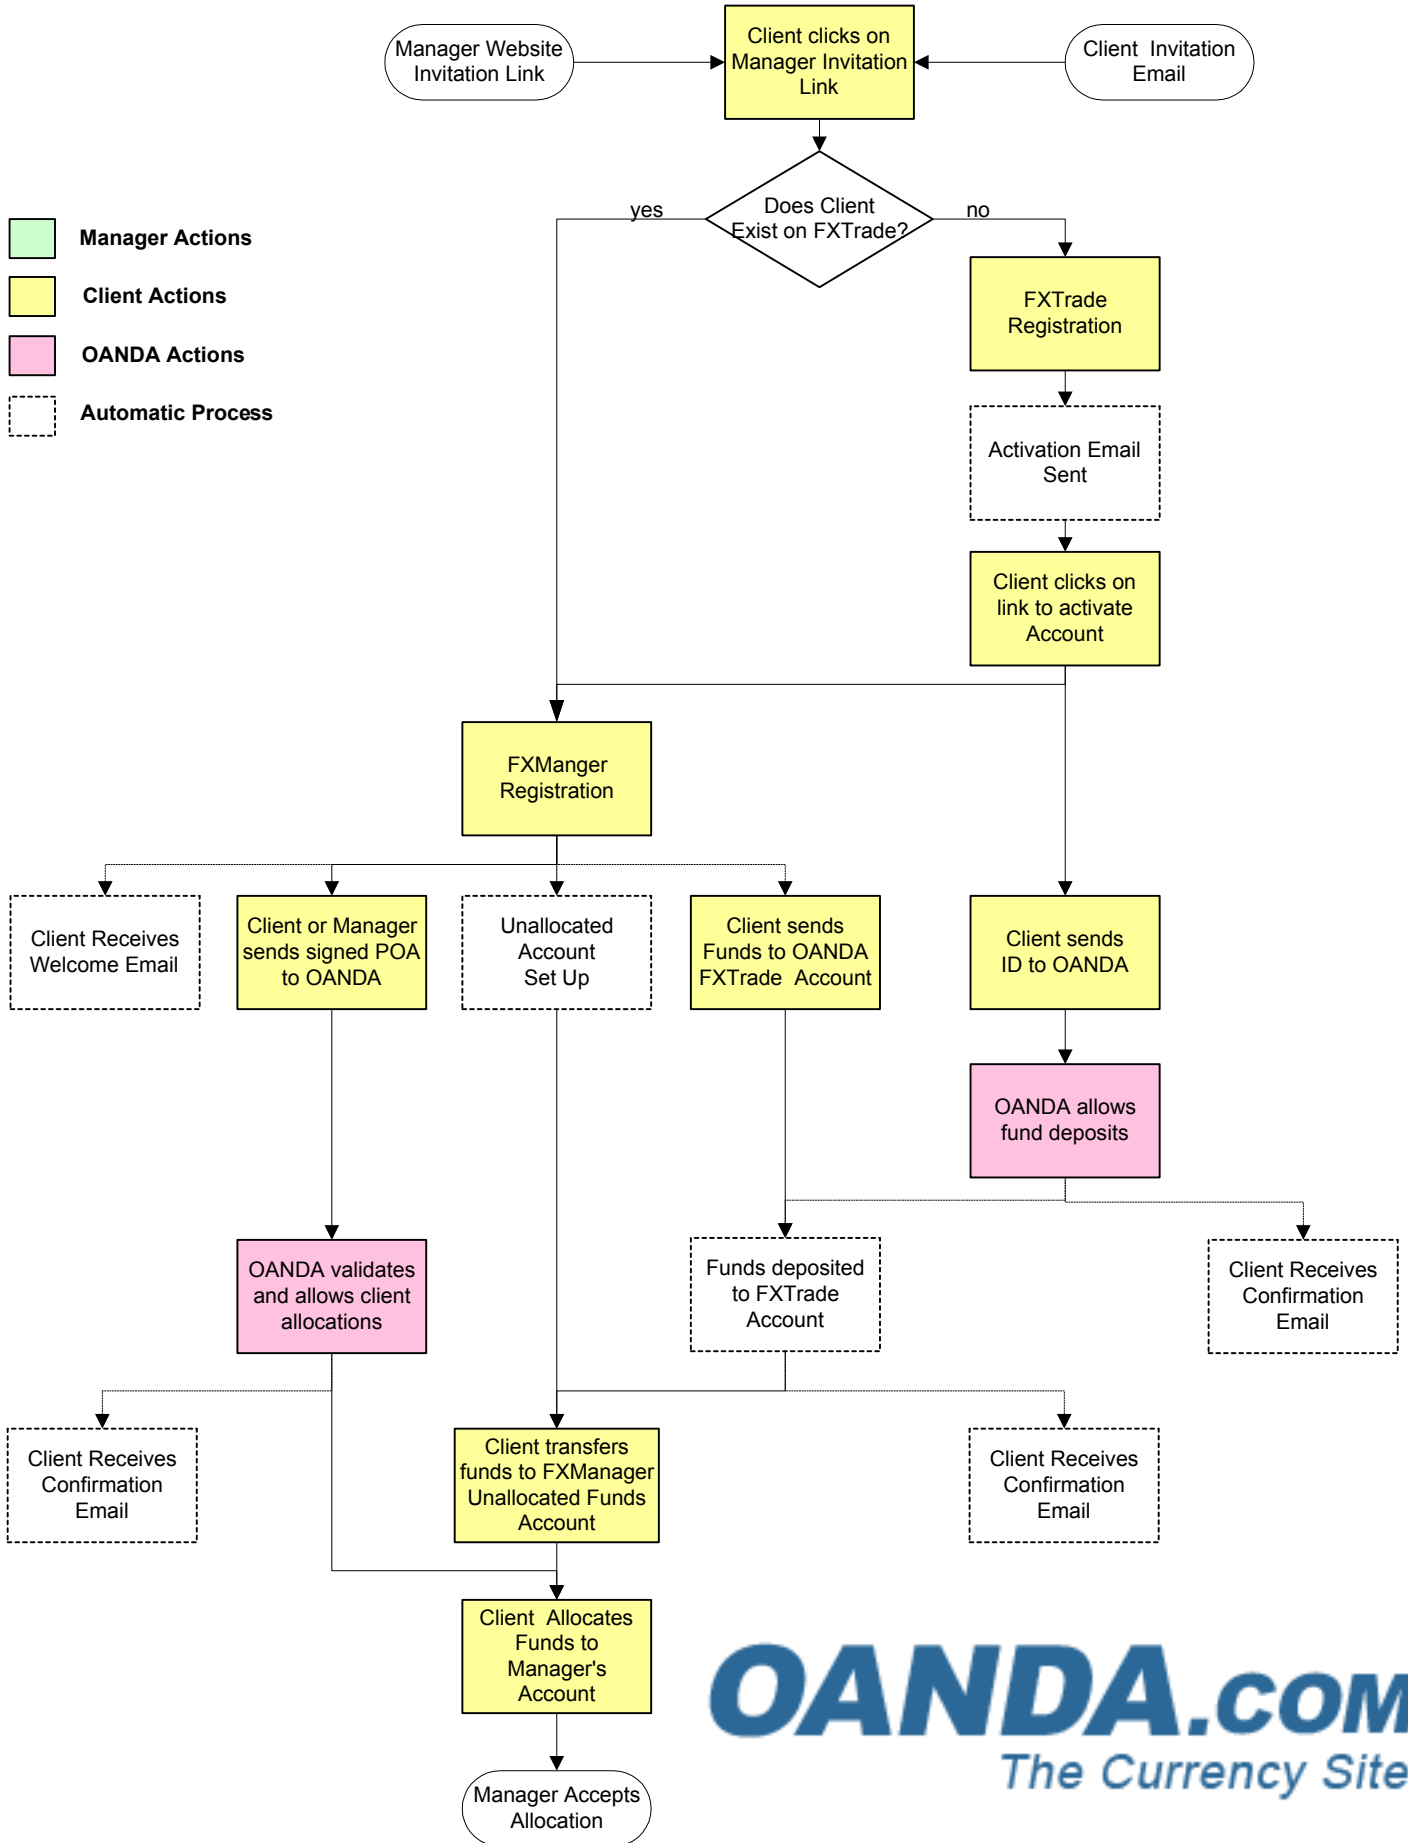 Manager Website
Invitation Link
Client clicks on
Manager Invitation
Link
Client Invitation
Email
Does Client
Exist on FXTrade?
yes
no
Manager Actions
Client Actions
OANDA Actions
Automatic Process
FXTrade
Registration
Activation Email
Sent
Client clicks on
link to activate
Account
FXManger
Registration
Client Receives
Welcome Email
Client or Manager
sends signed POA
to OANDA
Unallocated
Account
Set Up
Client sends
Funds to OANDA
FXTrade Account
Client sends
ID to OANDA
OANDA allows
fund deposits
OANDA validates
and allows client
allocations
Funds deposited
to FXTrade
Account
Client Receives
Confirmation
Email
Client Receives
Confirmation
Email
Client transfers
funds to FXManager
Unallocated Funds
Account
Client Receives
Confirmation
Email
Client Allocates
Funds to
Manager's
Account
Manager Accepts
Allocation
OANDA.COM
The Currency Site